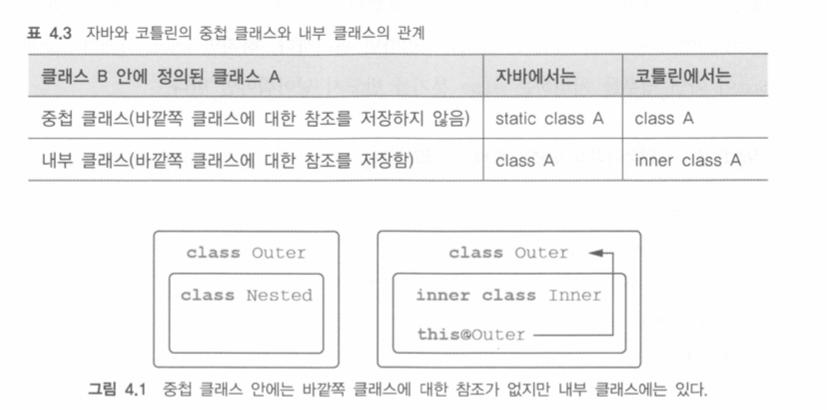 표 4.3 자바와 코틀린의 중첩 클래스와 내부 클래스의 관계
클래스 B 안에 정의된 클래스 A 자바에서는 코틀린에서는
중첩 클래스(바깥쪽 클래스에 대한 참조를 저장하지 않음) static class A class A
내부 클래스(바깥쪽 클래스에 대한 참조를 저장함) class A inner class A
class Outer
class Nested
class Outer
inner class Inner
this@Outer
그림 4.1 중첩 클래스 안에는 바깥쪽 클래스에 대한 참조가 없지만 내부 클래스에는 있다.